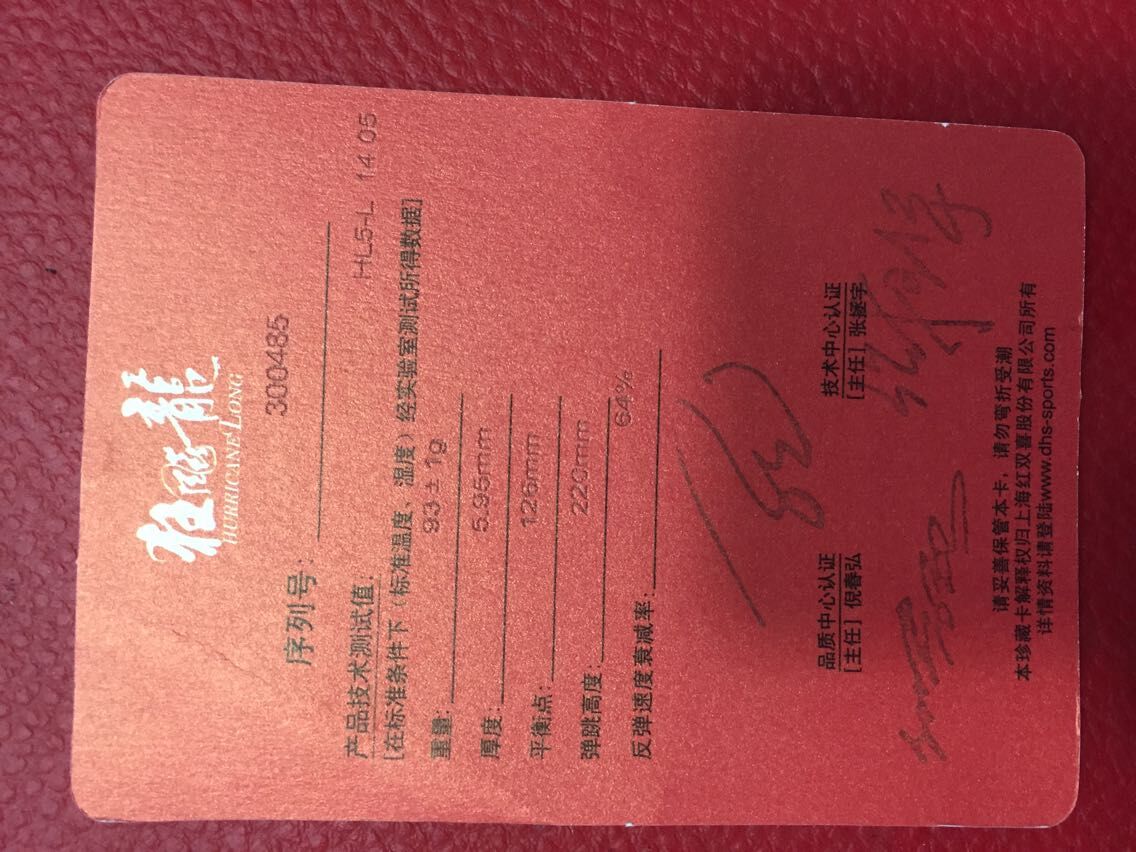 狂飚龍
HURRICANE LONG
序列号: 300485
产品技术测试值: HL5-L 14 05
[在标准条件下（标准温度、湿度）经实验室测试所得数据]
重量: 93±1g
厚度: 5.95mm
平衡点: 126mm
弹跳高度: 220mm
反弹速度衰减率: 64%
品质中心认证 技术中心认证
[主任] 倪春弘 [主任] 张拯宇
请妥善保管本卡，请勿弯折受潮
本珍藏卡解释权归上海红双喜股份有限公司所有
详情资料请登陆www.dhs-sports.com